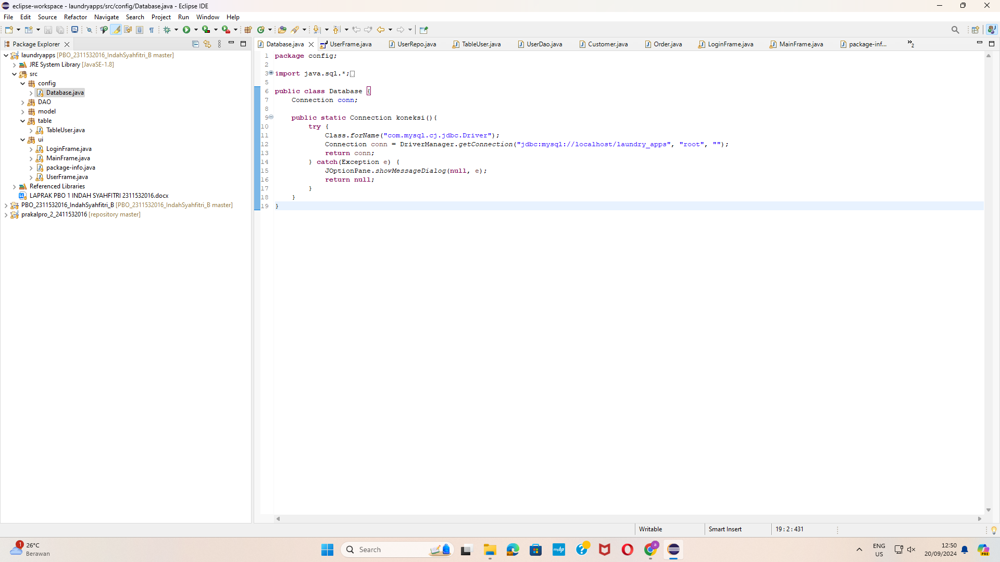 eclipse-workspace - laundryapps/src/config/Database.java - Eclipse IDE
File Edit Source Refactor Navigate Search Project Run Window Help
Package Explorer
laundryapps [PBO_2311532016_IndahSyahfitri_B master]
JRE System Library [JavaSE-1.8]
src
config
Database.java
DAO
model
table
TableUser.java
ui
LoginFrame.java
MainFrame.java
package-info.java
UserFrame.java
Referenced Libraries
LAPRAK PBO 1 INDAH SYAHFITRI 2311532016.docx
PBO_2311532016_IndahSyahfitri_B [PBO_2311532016_IndahSyahfitri_B master]
prakalpro_2_2411532016 [repository master]
Database.java UserFrame.java UserRepo.java TableUser.java UserDao.java Customer.java Order.java LoginFrame.java MainFrame.java package-inf... »2
1 package config;
2
3 import java.sql.*;
5
6 public class Database {
7 Connection conn;
8
9 public static Connection koneksi(){
10 try {
11 Class.forName("com.mysql.cj.jdbc.Driver");
12 Connection conn = DriverManager.getConnection("jdbc:mysql://localhost/laundry_apps", "root", "");
13 return conn;
14 } catch(Exception e) {
15 JOptionPane.showMessageDialog(null, e);
16 return null;
17 }
18 }
19 }
Writable Smart Insert 19 : 2 : 431
1 26°C
Berawan
Search
myhp
a
PRE
ENG
US
12:50
20/09/2024